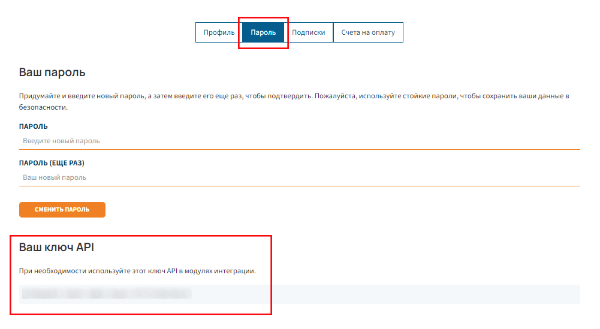 Профиль Пароль Подписки Счета на оплату
Ваш пароль
Придумайте и введите новый пароль, а затем введите его еще раз, чтобы подтвердить. Пожалуйста, используйте стойкие пароли, чтобы сохранить ваши данные в
безопасности.
ПАРОЛЬ
Введите новый пароль
ПАРОЛЬ (ЕЩЕ РАЗ)
Ваш новый пароль
СМЕНИТЬ ПАРОЛЬ
Ваш ключ API
При необходимости используйте этот ключ API в модулях интеграции.